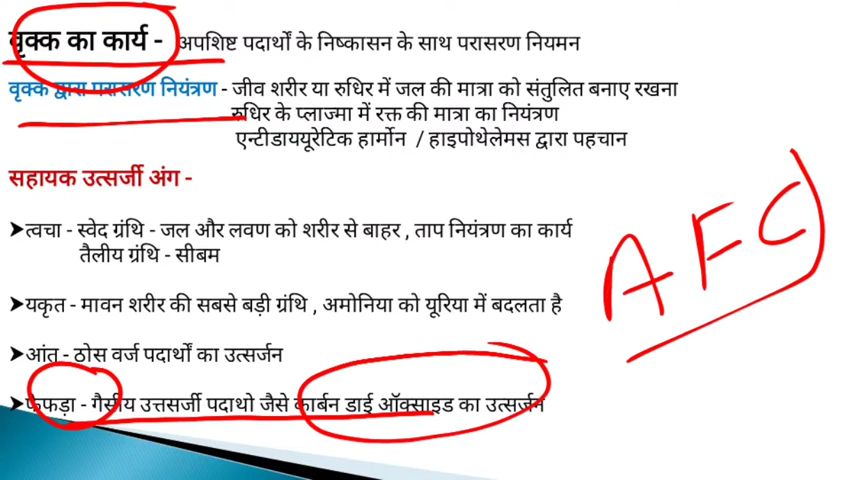 वृक्क का कार्य - अपशिष्ट पदार्थों के निष्कासन के साथ परासरण नियमन
वृक्क द्वारा परासरण नियंत्रण - जीव शरीर या रुधिर में जल की मात्रा को संतुलित बनाए रखना
रुधिर के प्लाज्मा में रक्त की मात्रा का नियंत्रण
एन्टीडाययूरेटिक हार्मोन / हाइपोथेलेमस द्वारा पहचान
सहायक उत्सर्जी अंग -
➤त्वचा - स्वेद ग्रंथि - जल और लवण को शरीर से बाहर , ताप नियंत्रण का कार्य
तैलीय ग्रंथि - सीबम
➤यकृत - मावन शरीर की सबसे बड़ी ग्रंथि , अमोनिया को यूरिया में बदलता है
➤आंत - ठोस वर्ज पदार्थों का उत्सर्जन
➤फेफड़ा - गैसीय उत्तसर्जी पदाथो जैसे कार्बन डाई ऑक्साइड का उत्सर्जन
AFC